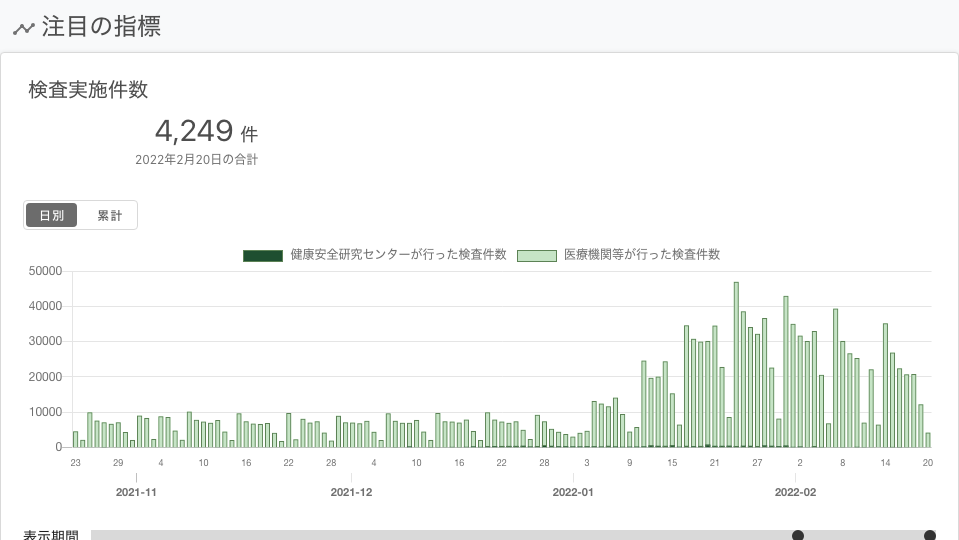 注目の指標
検査実施件数
4,249 件
2022年2月20日の合計
日別 累計
健康安全研究センターが行った検査件数 医療機関等が行った検査件数
50000
40000
30000
20000
10000
0
23 29 4 10 16 22 28 4 10 16 22 28 3 9 15 21 27 2 8 14 20
2021-11 2021-12 2022-01 2022-02
表示期間